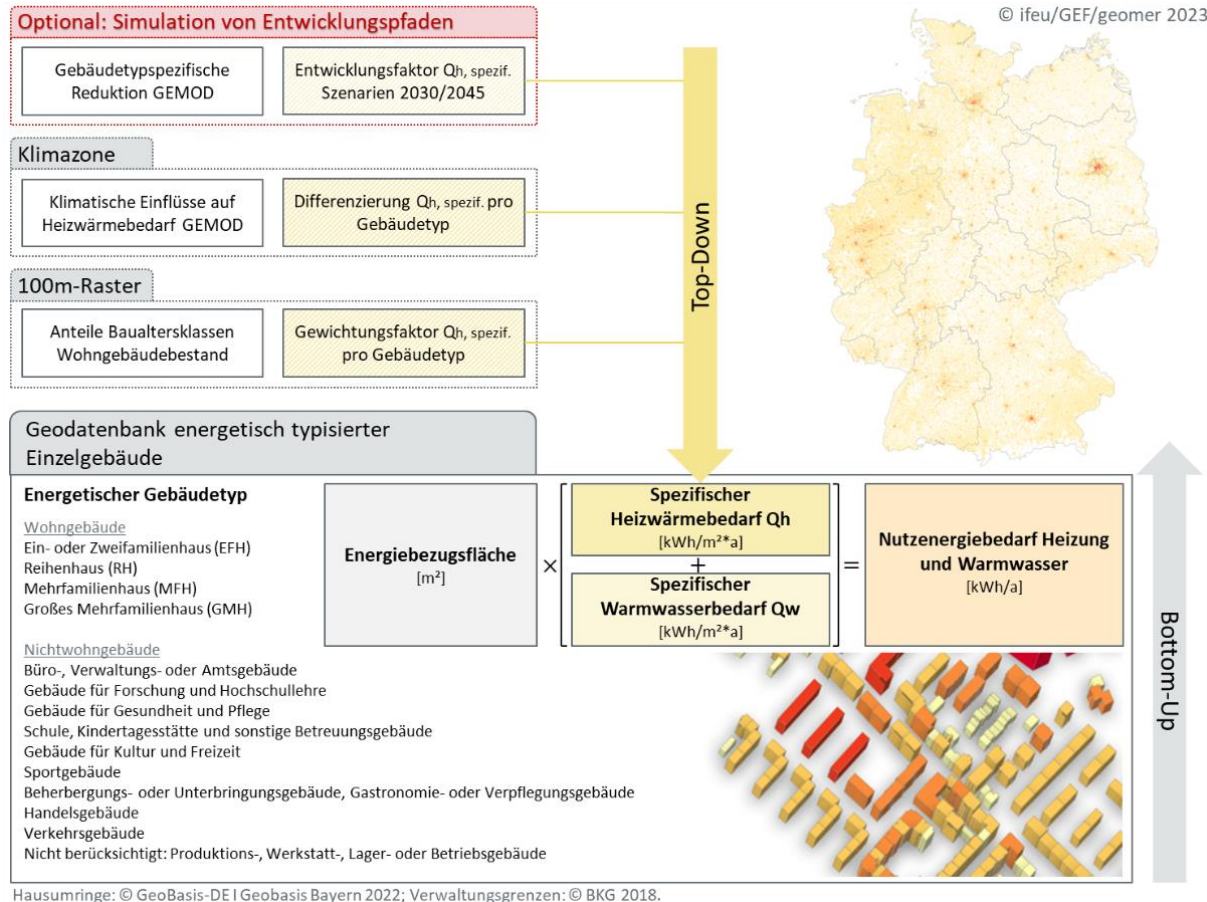 Optional: Simulation von Entwicklungspfaden
© ifeu/GEF/geomer 2023
Gebäudetypspezifische
Reduktion GEMOD
Entwicklungsfaktor Qh, spezif.
Szenarien 2030/2045
Klimazone
Klimatische Einflüsse auf
Heizwärmebedarf GEMOD
Differenzierung Qh, spezif. pro
Gebäudetyp
100m-Raster
Anteile Baualtersklassen
Wohngebäudebestand
Gewichtungsfaktor Qh, spezif.
pro Gebäudetyp
Top-Down
Geodatenbank energetisch typisierter
Einzelgebäude
Energetischer Gebäudetyp
Wohngebäude
Ein- oder Zweifamilienhaus (EFH)
Reihenhaus (RH)
Mehrfamilienhaus (MFH)
Großes Mehrfamilienhaus (GMH)
Nichtwohngebäude
Büro-, Verwaltungs- oder Amtsgebäude
Gebäude für Forschung und Hochschullehre
Gebäude für Gesundheit und Pflege
Schule, Kindertagesstätte und sonstige Betreuungsgebäude
Gebäude für Kultur und Freizeit
Sportgebäude
Beherbergungs- oder Unterbringungsgebäude, Gastronomie- oder Verpflegungsgebäude
Handelsgebäude
Verkehrsgebäude
Nicht berücksichtigt: Produktions-, Werkstatt-, Lager- oder Betriebsgebäude
Energiebezugsfläche
[m²]
×
Spezifischer
Heizwärmebedarf Qh
[kWh/m²*a]
+
Spezifischer
Warmwasserbedarf Qw
[kWh/m²*a]
=
Nutzenergiebedarf Heizung
und Warmwasser
[kWh/a]
Bottom-Up
Hausumringe: © GeoBasis-DE I Geobasis Bayern 2022; Verwaltungsgrenzen: © BKG 2018.